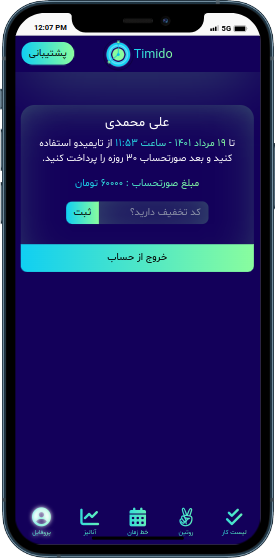 12:07 PM
5G
پشتیبانی
Timido
علی محمدی
تا ۱۹ مرداد ۱۴۰۱ - ساعت ۱۱:۵۳ از تایمیدو استفاده
کنید و بعد صورتحساب ۳۰ روزه را پرداخت کنید.
مبلغ صورتحساب : ۶۰۰۰۰ تومان
کد تخفیف دارید؟
ثبت
خروج از حساب
لیست کار
روتین
خط زمان
آنالیز
پروفایل